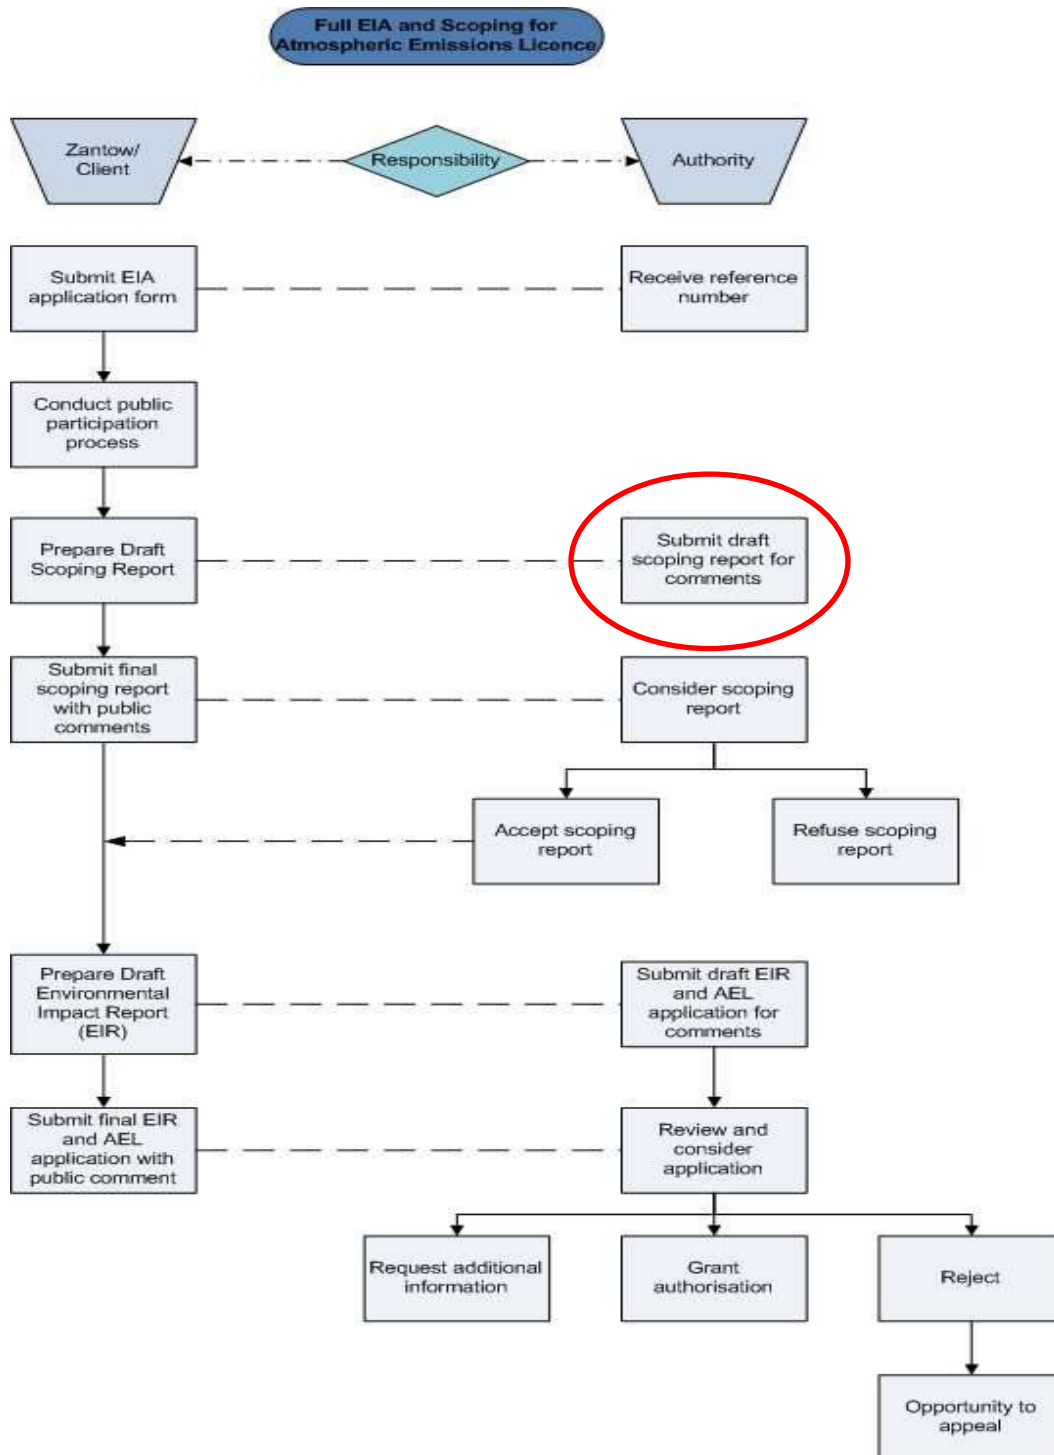 Full EIA and Scoping for
Atmospheric Emissions Licence
Zantow/
Client
Responsibility
Authority
Submit EIA
application form
Receive reference
number
Conduct public
participation
process
Prepare Draft
Scoping Report
Submit draft
scoping report for
comments
Submit final
scoping report
with public
comments
Consider scoping
report
Accept scoping
report
Refuse scoping
report
Prepare Draft
Environmental
Impact Report
(EIR)
Submit draft EIR
and AEL
application for
comments
Submit final EIR
and AEL
application with
public comment
Review and
consider
application
Request additional
information
Grant
authorisation
Reject
Opportunity to
appeal